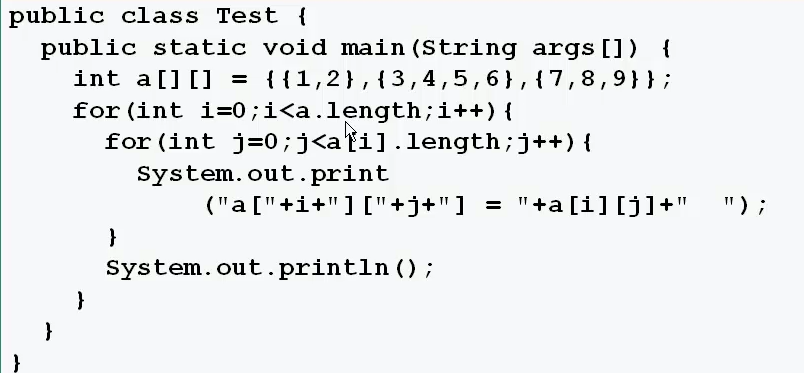 public class Test {
  public static void main(String args[]) {
    int a[][] = {{1,2},{3,4,5,6},{7,8,9}};
    for(int i=0;i<a.length;i++){
      for(int j=0;j<a[i].length;j++){
        System.out.print
            ("a["+i+"]["+j+"] = "+a[i][j]+"  ");
      }
      System.out.println();
    }
  }
}